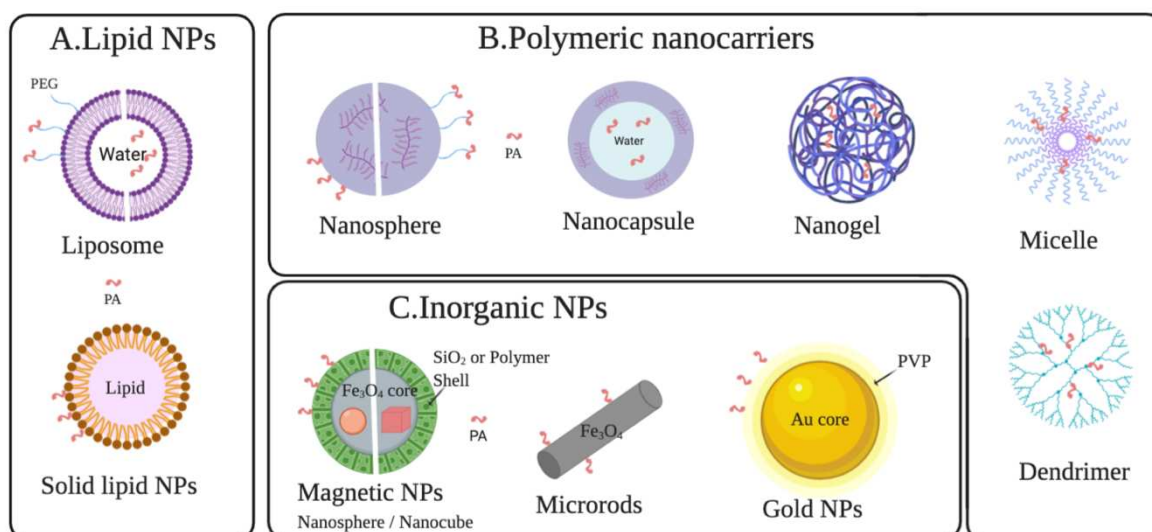 A.Lipid NPs
PEG
Water
Liposome
PA
Lipid
Solid lipid NPs
B.Polymeric nanocarriers
PA
Water
Nanosphere
Nanocapsule
Nanogel
Micelle
Dendrimer
C.Inorganic NPs
SiO₂ or Polymer
Shell
Fe₃O₄ core
PA
Magnetic NPs
Nanosphere / Nanocube
Fe₃O₄
Microrods
PVP
Au core
Gold NPs